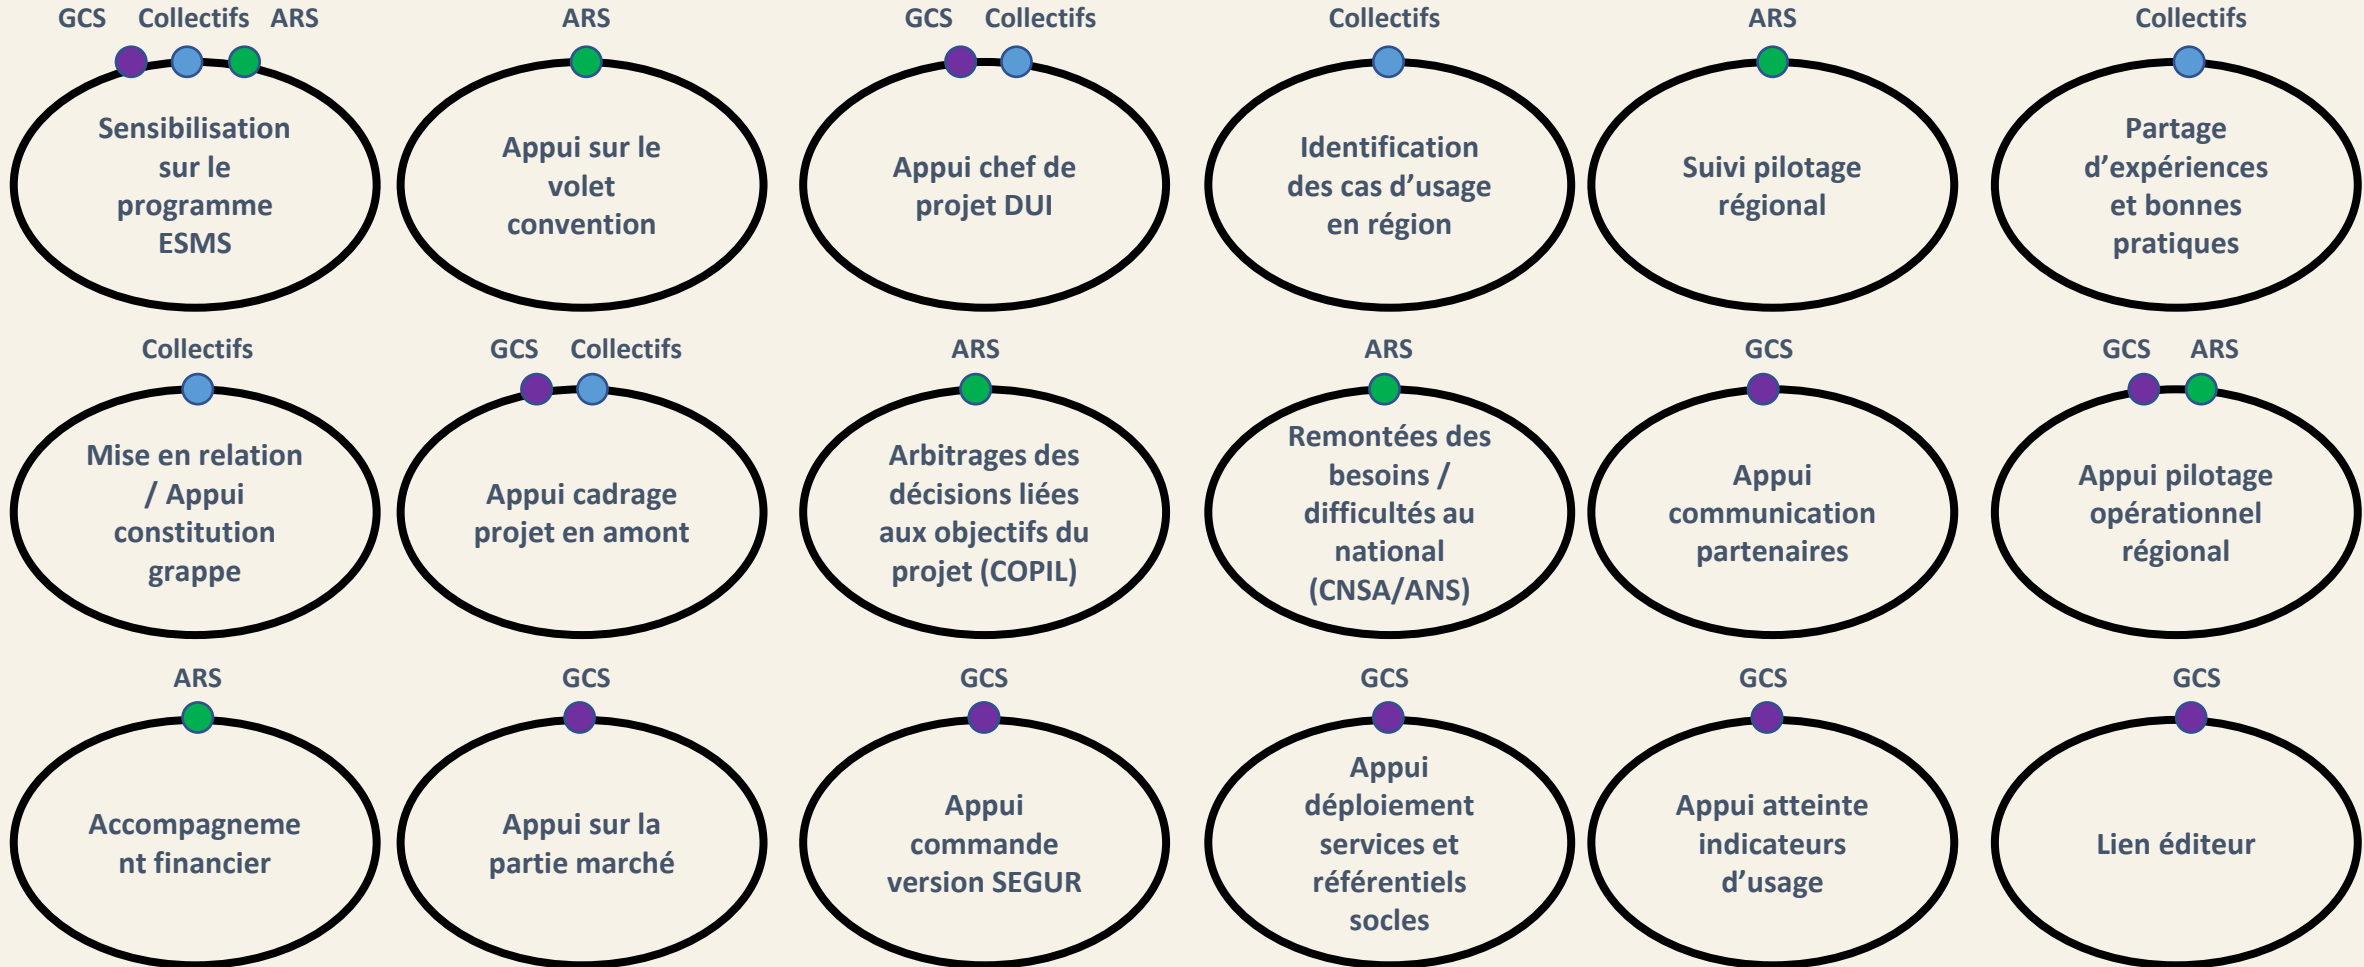 GCS Collectifs ARS
Sensibilisation
sur le
programme
ESMS
ARS
Appui sur le
volet
convention
GCS Collectifs
Appui chef de
projet DUI
Collectifs
Identification
des cas d’usage
en région
ARS
Suivi pilotage
régional
Collectifs
Partage
d’expériences
et bonnes
pratiques
Collectifs
Mise en relation
/ Appui
constitution
grappe
GCS Collectifs
Appui cadrage
projet en amont
ARS
Arbitrages des
décisions liées
aux objectifs du
projet (COPIL)
ARS
Remontées des
besoins /
difficultés au
national
(CNSA/ANS)
GCS
Appui
communication
partenaires
GCS ARS
Appui pilotage
opérationnel
régional
ARS
Accompagneme
nt financier
GCS
Appui sur la
partie marché
GCS
Appui
commande
version SEGUR
GCS
Appui
déploiement
services et
référentiels
socles
GCS
Appui atteinte
indicateurs
d’usage
GCS
Lien éditeur